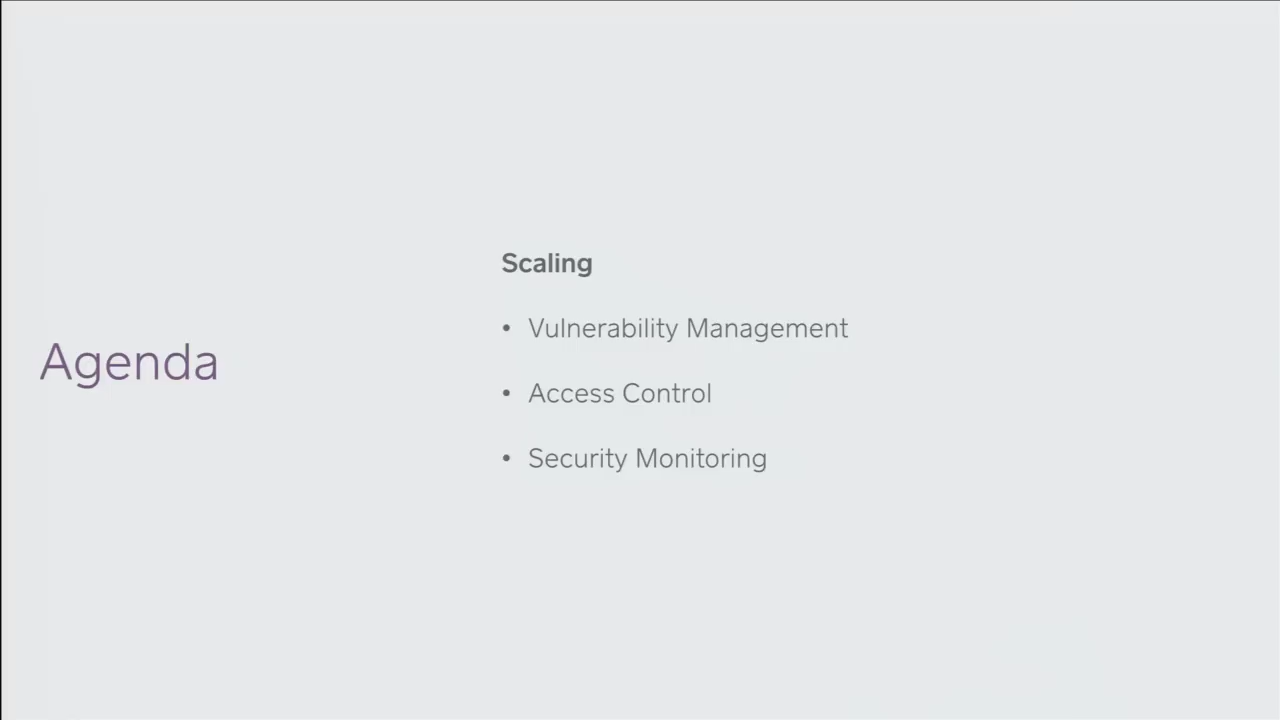 Agenda
Scaling
• Vulnerability Management
• Access Control
• Security Monitoring